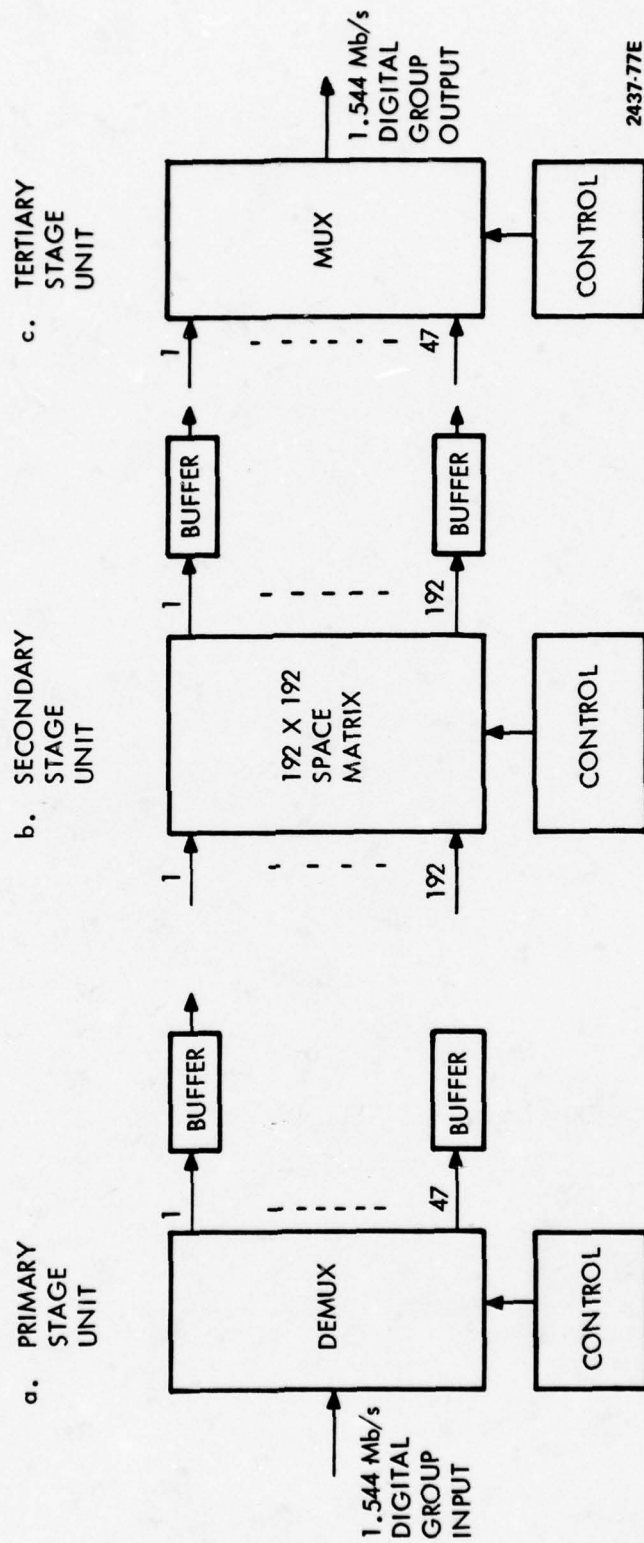 a. PRIMARY
STAGE
UNIT
1.544 Mb/s
DIGITAL
GROUP
INPUT
DEMUX
1
47
BUFFER
BUFFER
CONTROL
b. SECONDARY
STAGE
UNIT
1
192
192 X 192
SPACE
MATRIX
1
192
BUFFER
BUFFER
CONTROL
c. TERTIARY
STAGE
UNIT
1
47
MUX
1.544 Mb/s
DIGITAL
GROUP
OUTPUT
CONTROL
2437-77E